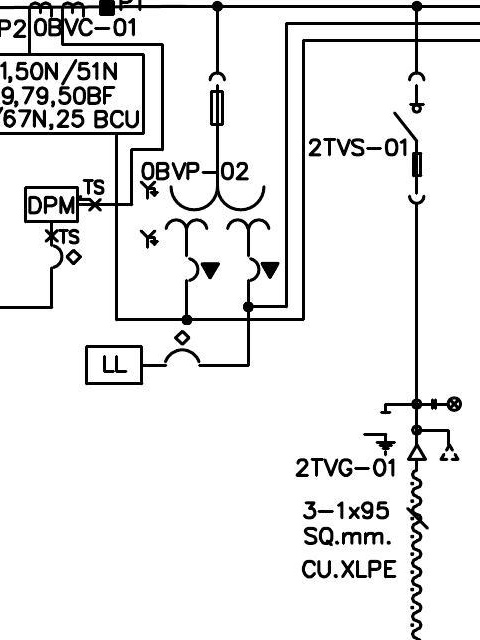 P1
P2 0BVC-01
1,50N/51N
9,79,50BF
/67N,25 BCU
2TVS-01
0BVP-02
TS
DPM
TS
LL
2TVG-01
3-1x95
SQ.mm.
CU.XLPE